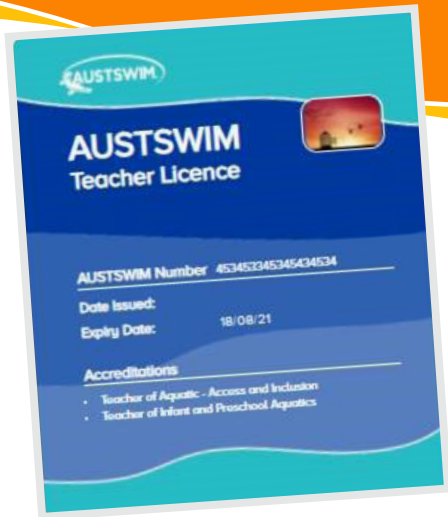 AUSTSWIM
AUSTSWIM
Teacher Licence
AUSTSWIM Number 453453345345434534
Date Issued:
Expiry Date: 18/08/21
Accreditations
• Teacher of Aquatic - Access and Inclusion
• Teacher of Infant and Preschool Aquatics